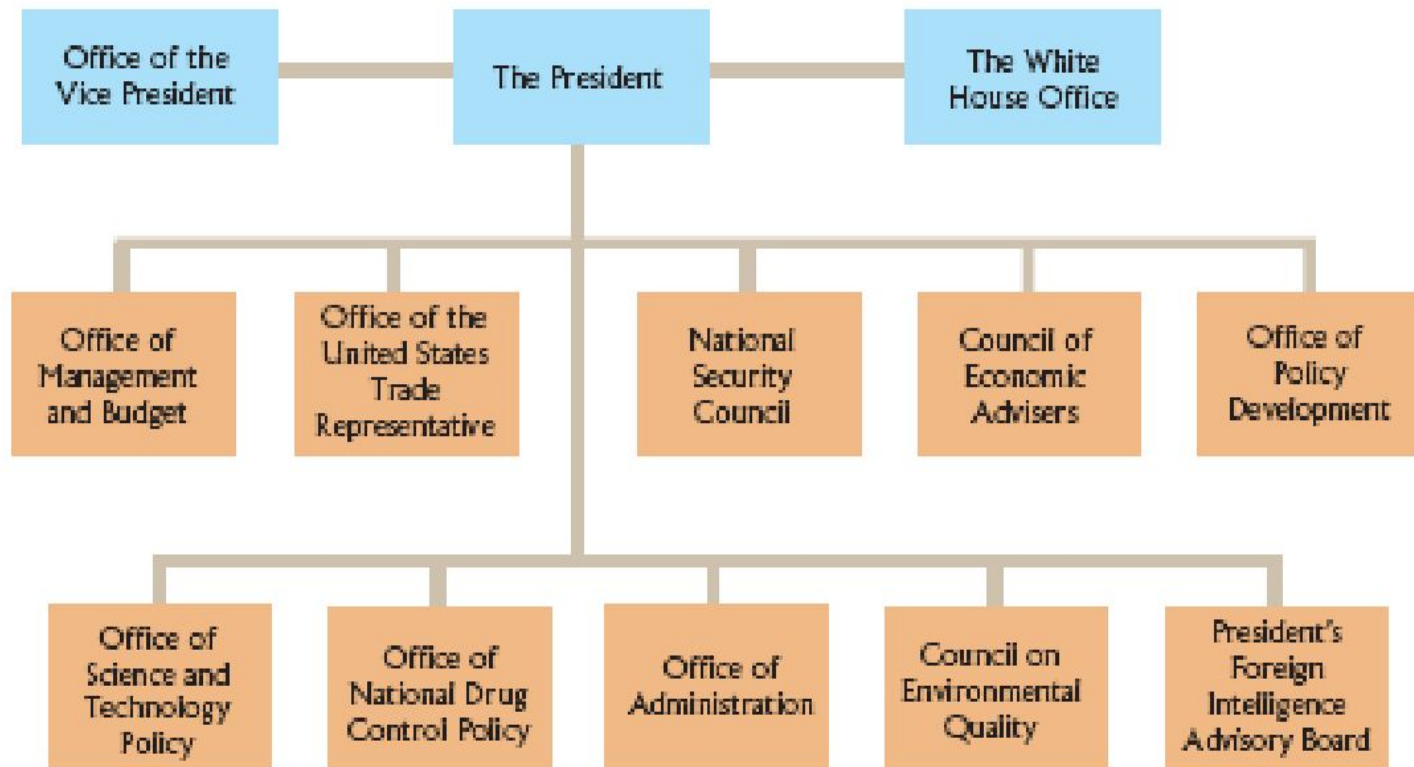 Office of the
Vice President
The President
The White
House Office
Office of
Management
and Budget
Office of the
United States
Trade
Representative
National
Security
Council
Council of
Economic
Advisers
Office of
Policy
Development
Office of
Science and
Technology
Policy
Office of
National Drug
Control Policy
Office of
Administration
Council on
Environmental
Quality
President's
Foreign
Intelligence
Advisory Board